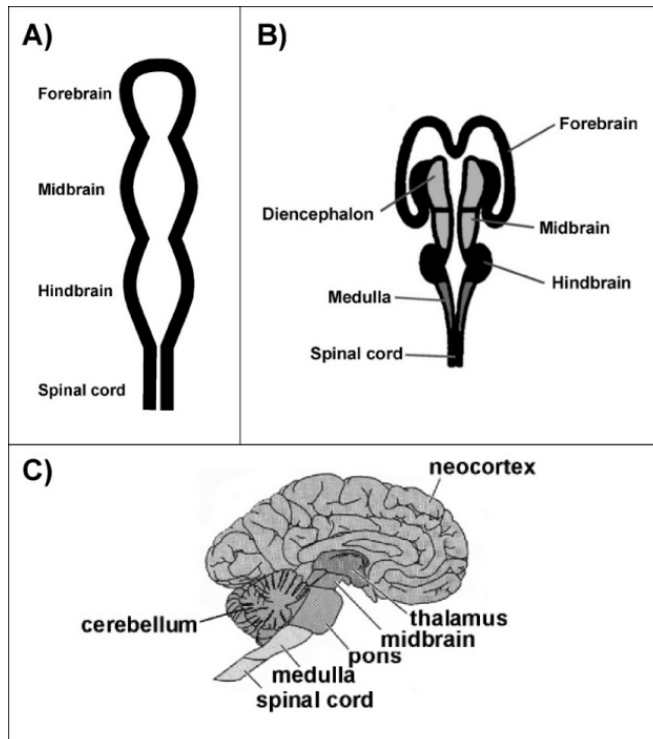 A)
Forebrain
Midbrain
Hindbrain
Spinal cord
B)
Forebrain
Diencephalon
Midbrain
Hindbrain
Medulla
Spinal cord
C)
neocortex
thalamus
midbrain
cerebellum
pons
medulla
spinal cord